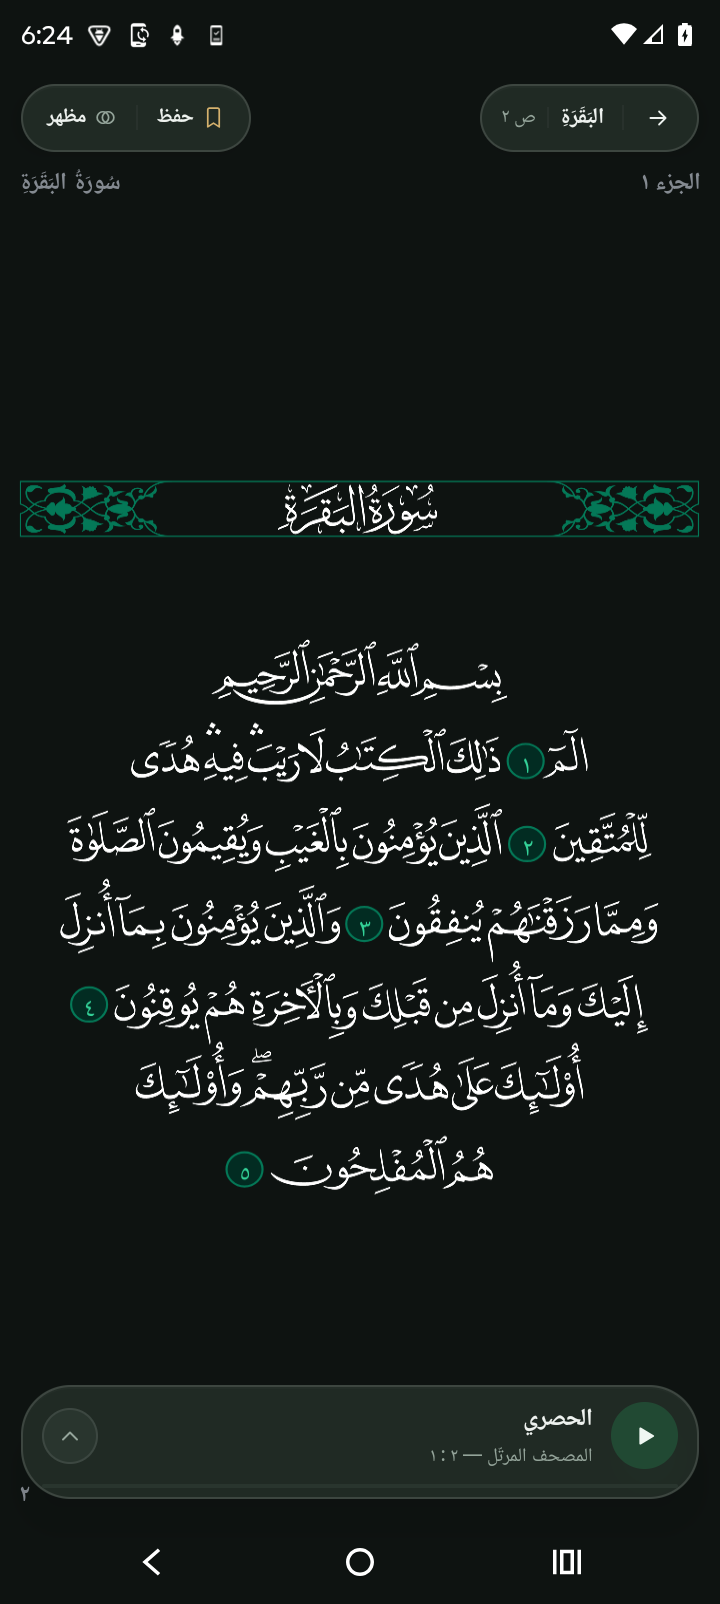 6:24
→ البَقَرَةِ ص ٢
حفظ مظهر
الجزء ١
سُورَةُ البَقَرَةِ
سُورَةُ البَقَرَةِ
بِسۡمِ ٱللَّهِ ٱلرَّحۡمَٰنِ ٱلرَّحِيمِ
الٓمٓ ١ ذَٰلِكَ ٱلۡكِتَٰبُ لَا رَيۡبَۛ فِيهِۛ هُدٗى
لِّلۡمُتَّقِينَ ٢ ٱلَّذِينَ يُؤۡمِنُونَ بِٱلۡغَيۡبِ وَيُقِيمُونَ ٱلصَّلَوٰةَ
وَمِمَّا رَزَقۡنَٰهُمۡ يُنفِقُونَ ٣ وَٱلَّذِينَ يُؤۡمِنُونَ بِمَآ أُنزِلَ
إِلَيۡكَ وَمَآ أُنزِلَ مِن قَبۡلِكَ وَبِٱلۡأٓخِرَةِ هُمۡ يُوقِنُونَ ٤
أُوْلَٰٓئِكَ عَلَىٰ هُدٗى مِّن رَّبِّهِمۡۖ وَأُوْلَٰٓئِكَ
هُمُ ٱلۡمُفۡلِحُونَ ٥
الحصري
المصحف المرتّل — ٢ : ١
٢